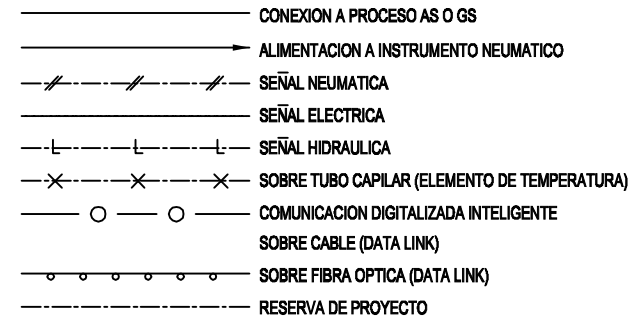 CONEXION A PROCESO AS O GS
ALIMENTACION A INSTRUMENTO NEUMATICO
SEÑAL NEUMATICA
SEÑAL ELECTRICA
SEÑAL HIDRAULICA
SOBRE TUBO CAPILAR (ELEMENTO DE TEMPERATURA)
COMUNICACION DIGITALIZADA INTELIGENTE
SOBRE CABLE (DATA LINK)
SOBRE FIBRA OPTICA (DATA LINK)
RESERVA DE PROYECTO